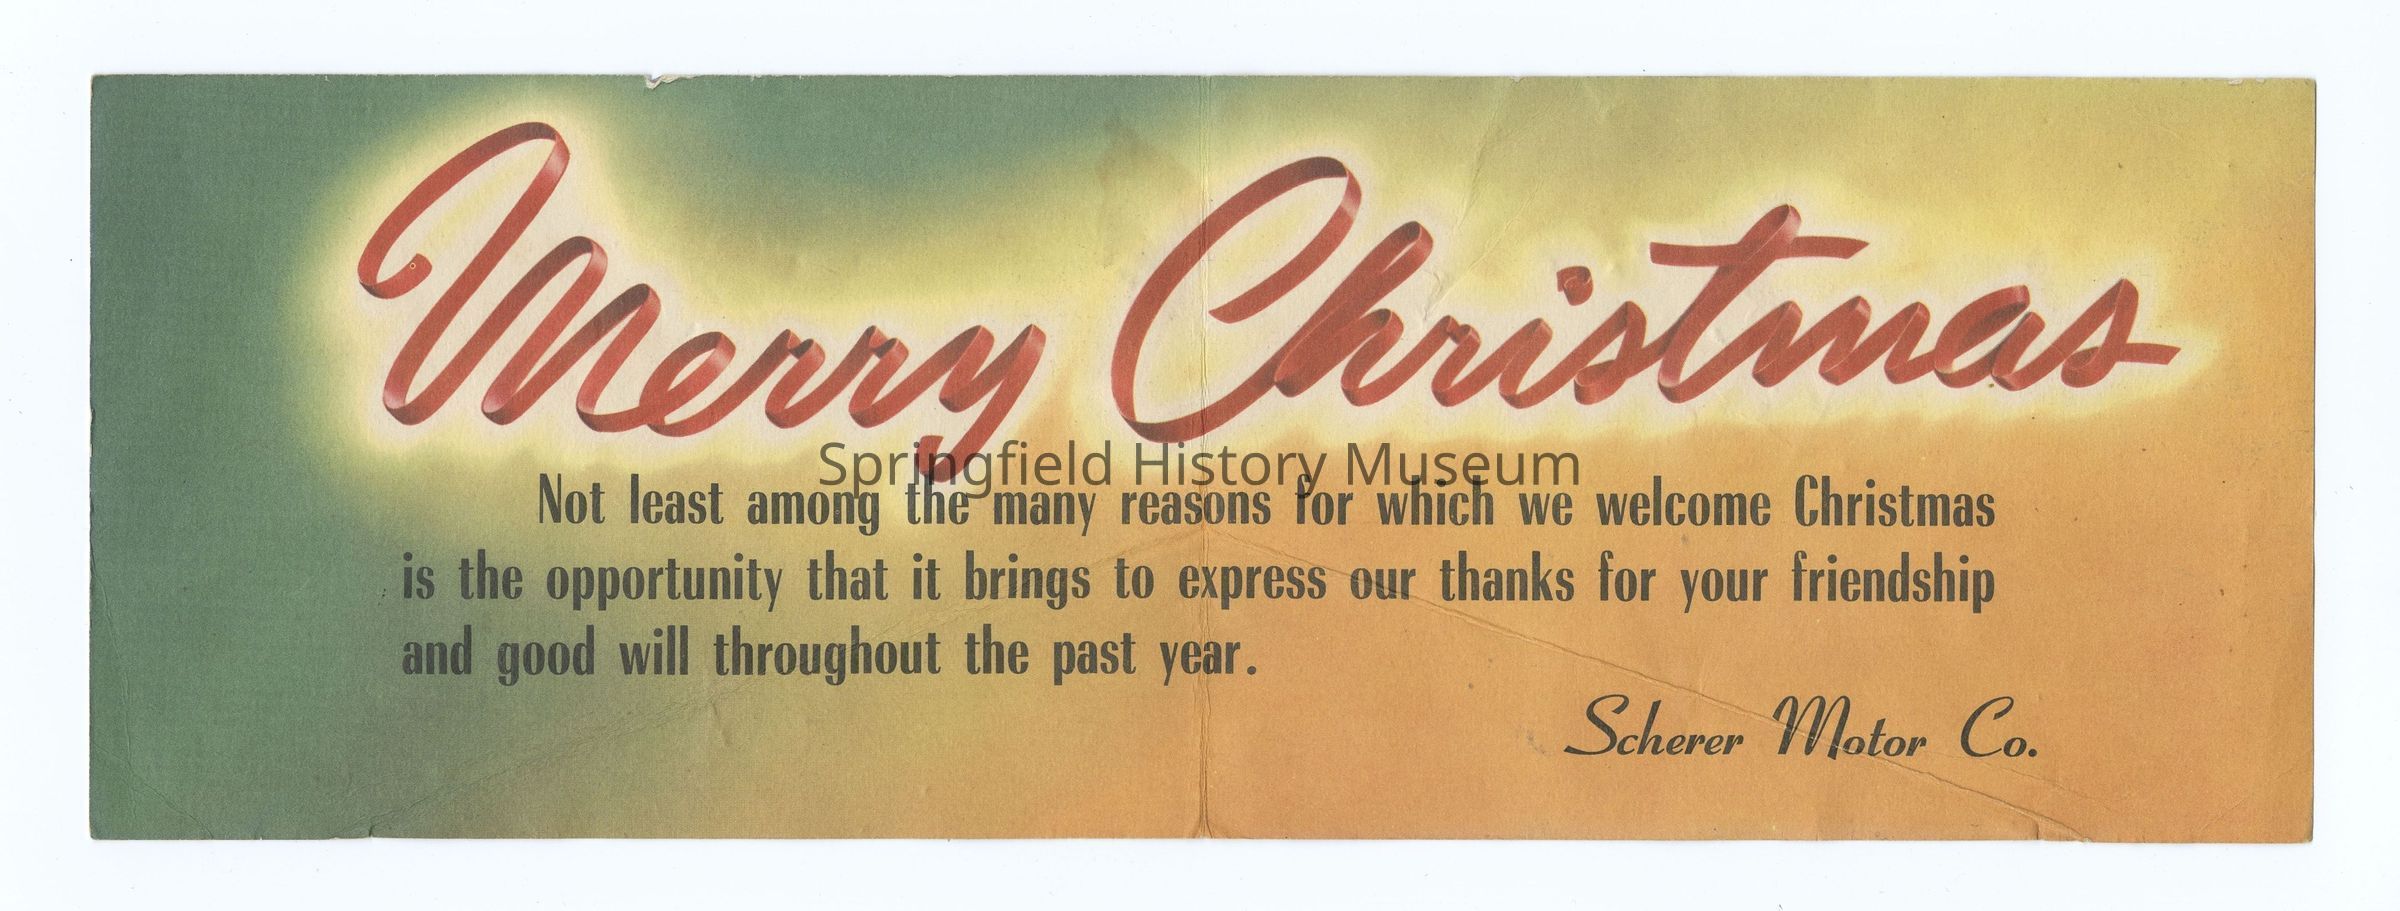 Merry Christmas
Springfield History Museum
Not least among the many reasons for which we welcome Christmas
is the opportunity that it brings to express our thanks for your friendship
and good will throughout the past year.
Scherer Motor Co.